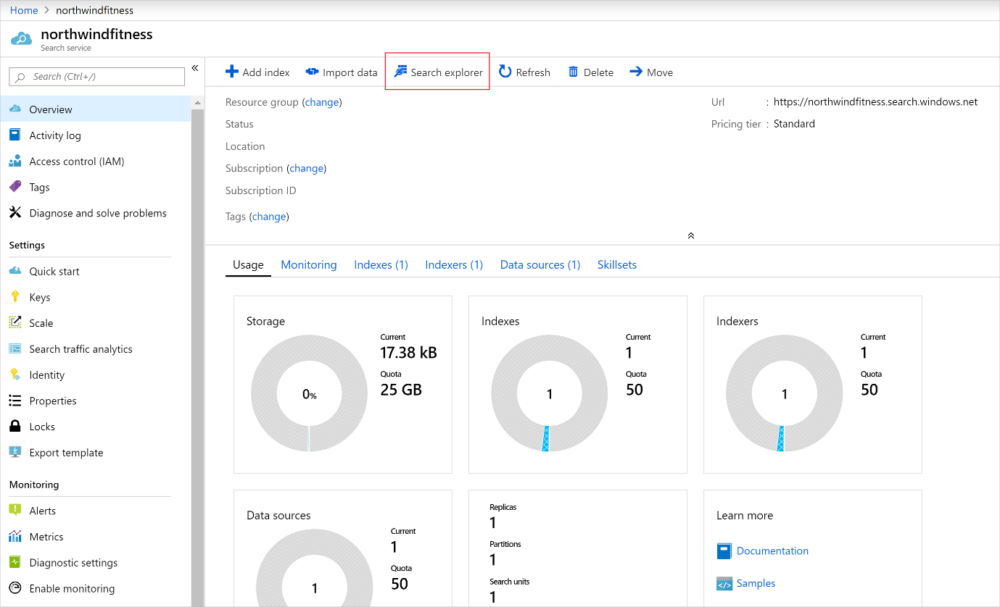 Home > northwindfitness
northwindfitness
Search service
Search (Ctrl+/)
«
Overview
Activity log
Access control (IAM)
Tags
Diagnose and solve problems
Settings
Quick start
Keys
Scale
Search traffic analytics
Identity
Properties
Locks
Export template
Monitoring
Alerts
Metrics
Diagnostic settings
Enable monitoring
Add index Import data Search explorer Refresh Delete Move
Resource group (change)
Status
Location
Subscription (change)
Subscription ID
Tags (change)
Url : https://northwindfitness.search.windows.net
Pricing tier : Standard
Usage Monitoring Indexes (1) Indexers (1) Data sources (1) Skillsets
Storage
0%
Current
17.38 kB
Quota
25 GB
Indexes
1
Current
1
Quota
50
Indexers
1
Current
1
Quota
50
Data sources
1
Current
1
Quota
50
Replicas
1
Partitions
1
Search units
1
Learn more
Documentation
Samples